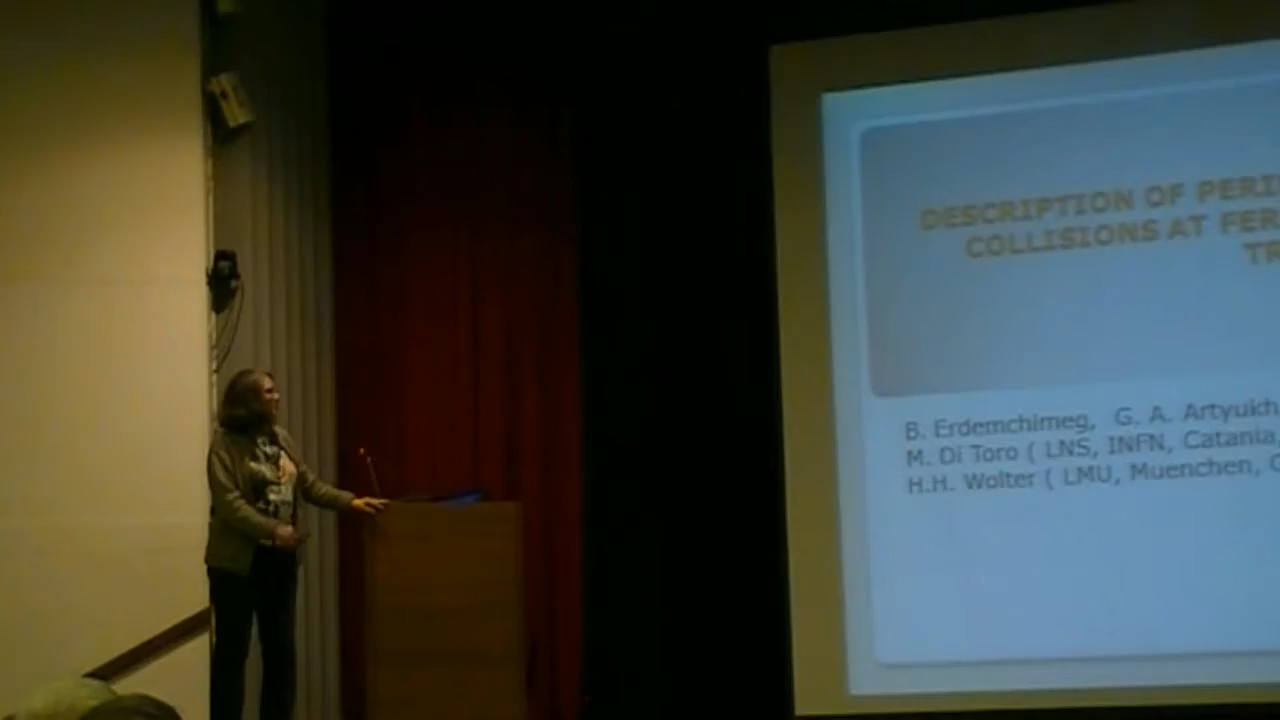 DESCRIPTION OF PERI
COLLISIONS AT FER
TR
B. Erdemchimeg, G. A. Artyukh
M. Di Toro ( LNS, INFN, Catania,
H.H. Wolter ( LMU, Muenchen, G